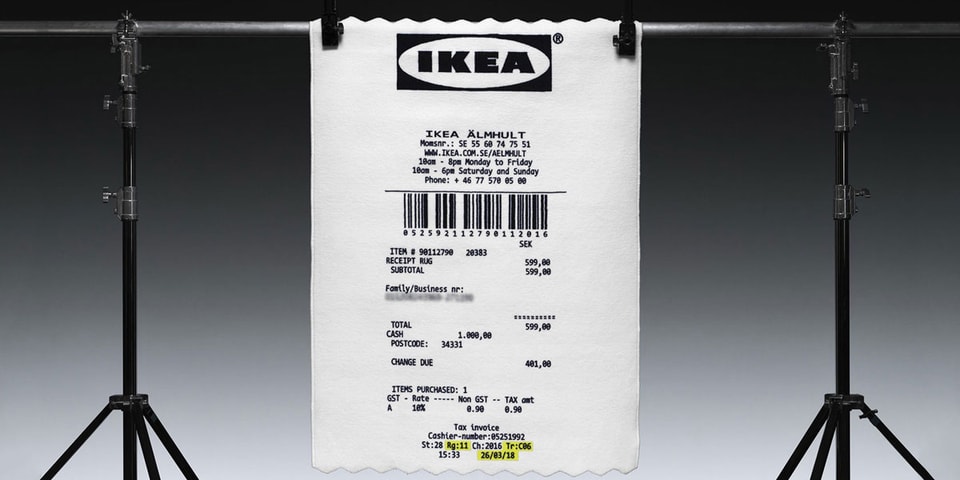 IKEA®
IKEA ÄLMHULT
Momsnr.: SE 55 60 74 75 51
WWW.IKEA.COM.SE/AELMHULT
10am - 8pm Monday to Friday
10am - 6pm Saturday and Sunday
Phone: + 46 77 570 05 00
05259211279011 2016
SEK
ITEM # 90112790 20383
RECEIPT RUG 599,00
SUBTOTAL 599,00
Family/Business nr:
==========
TOTAL 599,00
CASH 1.000,00
POSTCODE: 34331
CHANGE DUE 401,00
ITEMS PURCHASED: 1
GST - Rate ----- Non GST -- TAX amt
A 10% 0.90 0.90
Tax invoice
Cashier-number:05251992
St:28 Rg:11 Ch:2016 Tr:C06
15:33 26/03/18